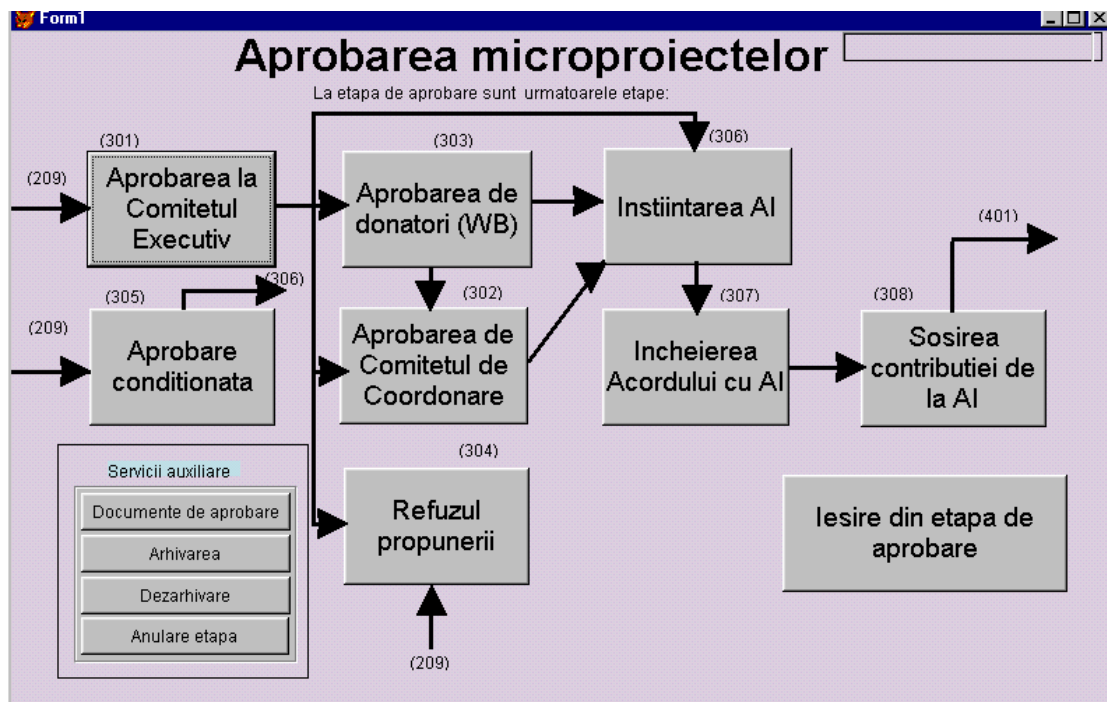 Form1
Aprobarea microproiectelor
La etapa de aprobare sunt urmatoarele etape:
(301)
(303)
(306)
(209)
Aprobarea la
Comitetul
Executiv
Aprobarea de
donatori (WB)
Instiintarea AI
(401)
(306)
(305)
(302)
(307)
(308)
(209)
Aprobare
conditionata
Aprobarea de
Comitetul de
Coordonare
Incheierea
Acordului cu AI
Sosirea
contributiei de
la AI
(304)
Servicii auxiliare
Documente de aprobare
Arhivarea
Dezarhivare
Anulare etapa
Refuzul
propunerii
Iesire din etapa de
aprobare
(209)